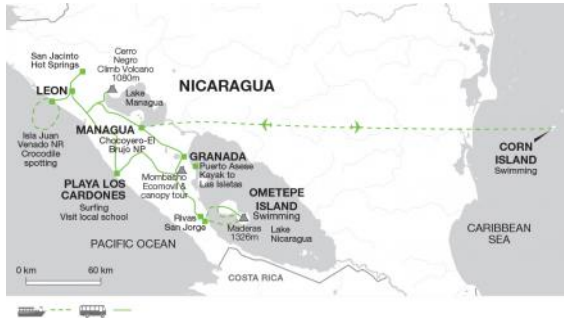 San Jacinto
Hot Springs
Cerro
Negro
Climb Volcano
1080m
LEON
Lake
Managua
NICARAGUA
Isla Juan
Venado NR
Crocodile
spotting
MANAGUA
Chocoyero-El
Brujo NP
GRANADA
Puerto Asese
Kayak to
Las Isletas
Mombacho
Ecomovil &
canopy tour
PLAYA LOS
CARDONES
Surfing
Visit local school
OMETEPE
ISLAND
Swimming
Rivas
San Jorge
Maderas
1326m
Lake
Nicaragua
CORN
ISLAND
Swimming
CARIBBEAN
SEA
PACIFIC OCEAN
COSTA RICA
0 km
60 km